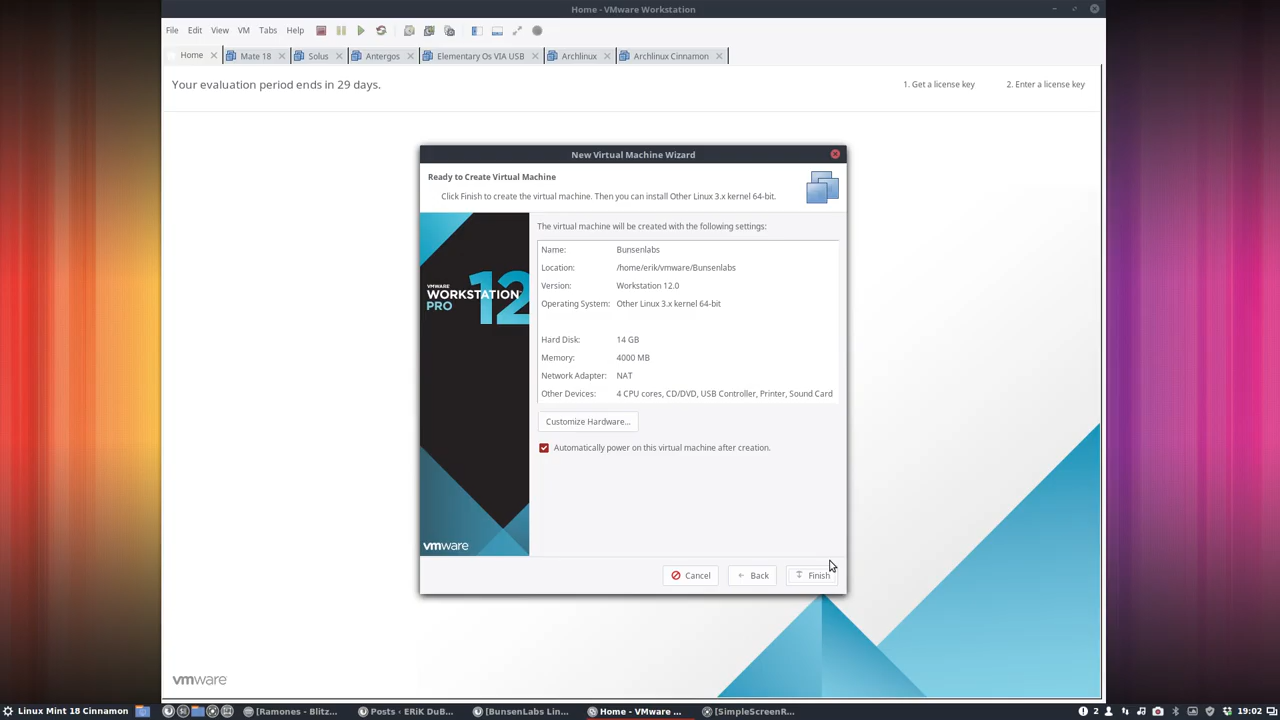 Home - VMware Workstation
File Edit View VM Tabs Help
Home Mate 18 Solus Antergos Elementary Os VIA USB Archlinux Archlinux Cinnamon
Your evaluation period ends in 29 days.
1. Get a license key 2. Enter a license key
New Virtual Machine Wizard
Ready to Create Virtual Machine
Click Finish to create the virtual machine. Then you can install Other Linux 3.x kernel 64-bit.
The virtual machine will be created with the following settings:
Name: Bunsenlabs
Location: /home/erik/vmware/Bunsenlabs
Version: Workstation 12.0
Operating System: Other Linux 3.x kernel 64-bit
Hard Disk: 14 GB
Memory: 4000 MB
Network Adapter: NAT
Other Devices: 4 CPU cores, CD/DVD, USB Controller, Printer, Sound Card
VMWARE
WORKSTATION
PRO 12
Customize Hardware...
Automatically power on this virtual machine after creation.
vmware
Cancel Back Finish
vmware
Linux Mint 18 Cinnamon [Ramones - Blitz... Posts ‹ ERiK DuB... [BunsenLabs Lin... Home - VMware ... [SimpleScreenR... 2 19:02